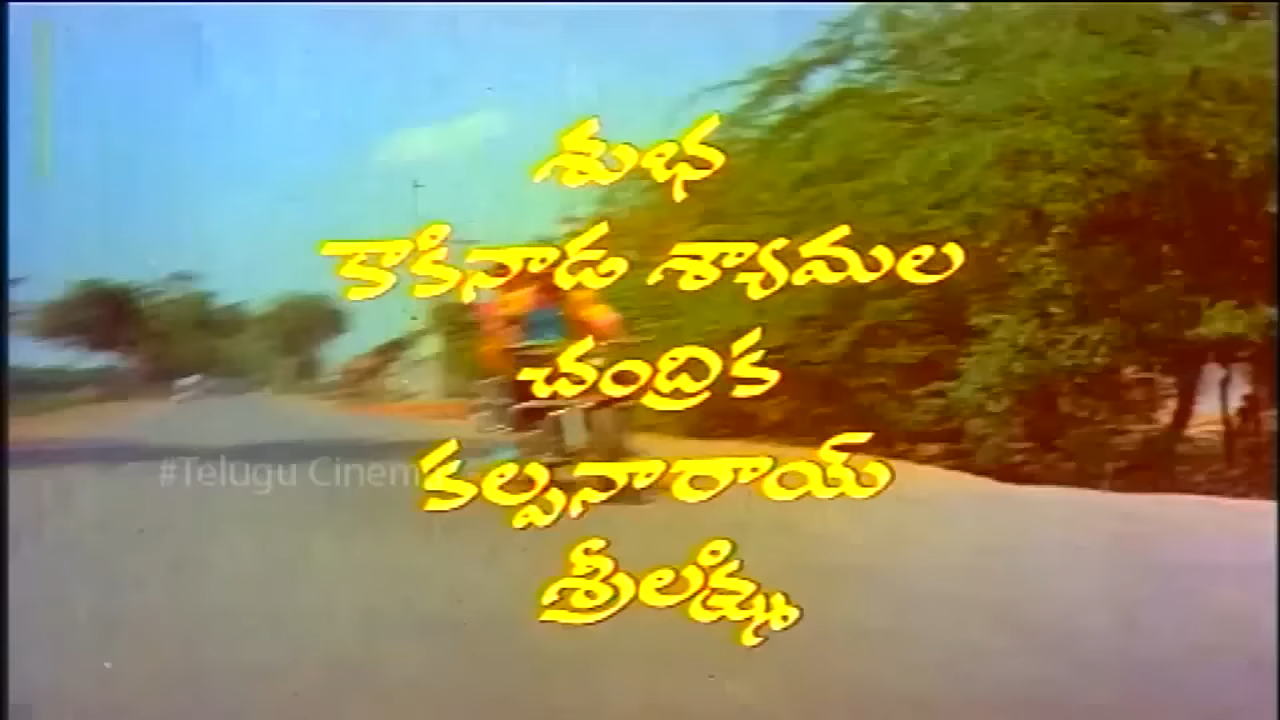 శుభ
కాకినాడ శ్యామల
చంద్రిక
#Telugu Cinem
కల్పనారాయ్
శ్రీలక్ష్మి